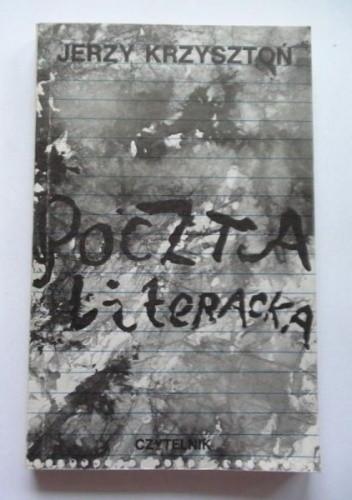 JERZY KRZYSZTOŃ
POCZTA
LiteRACKA
CZYTELNIK